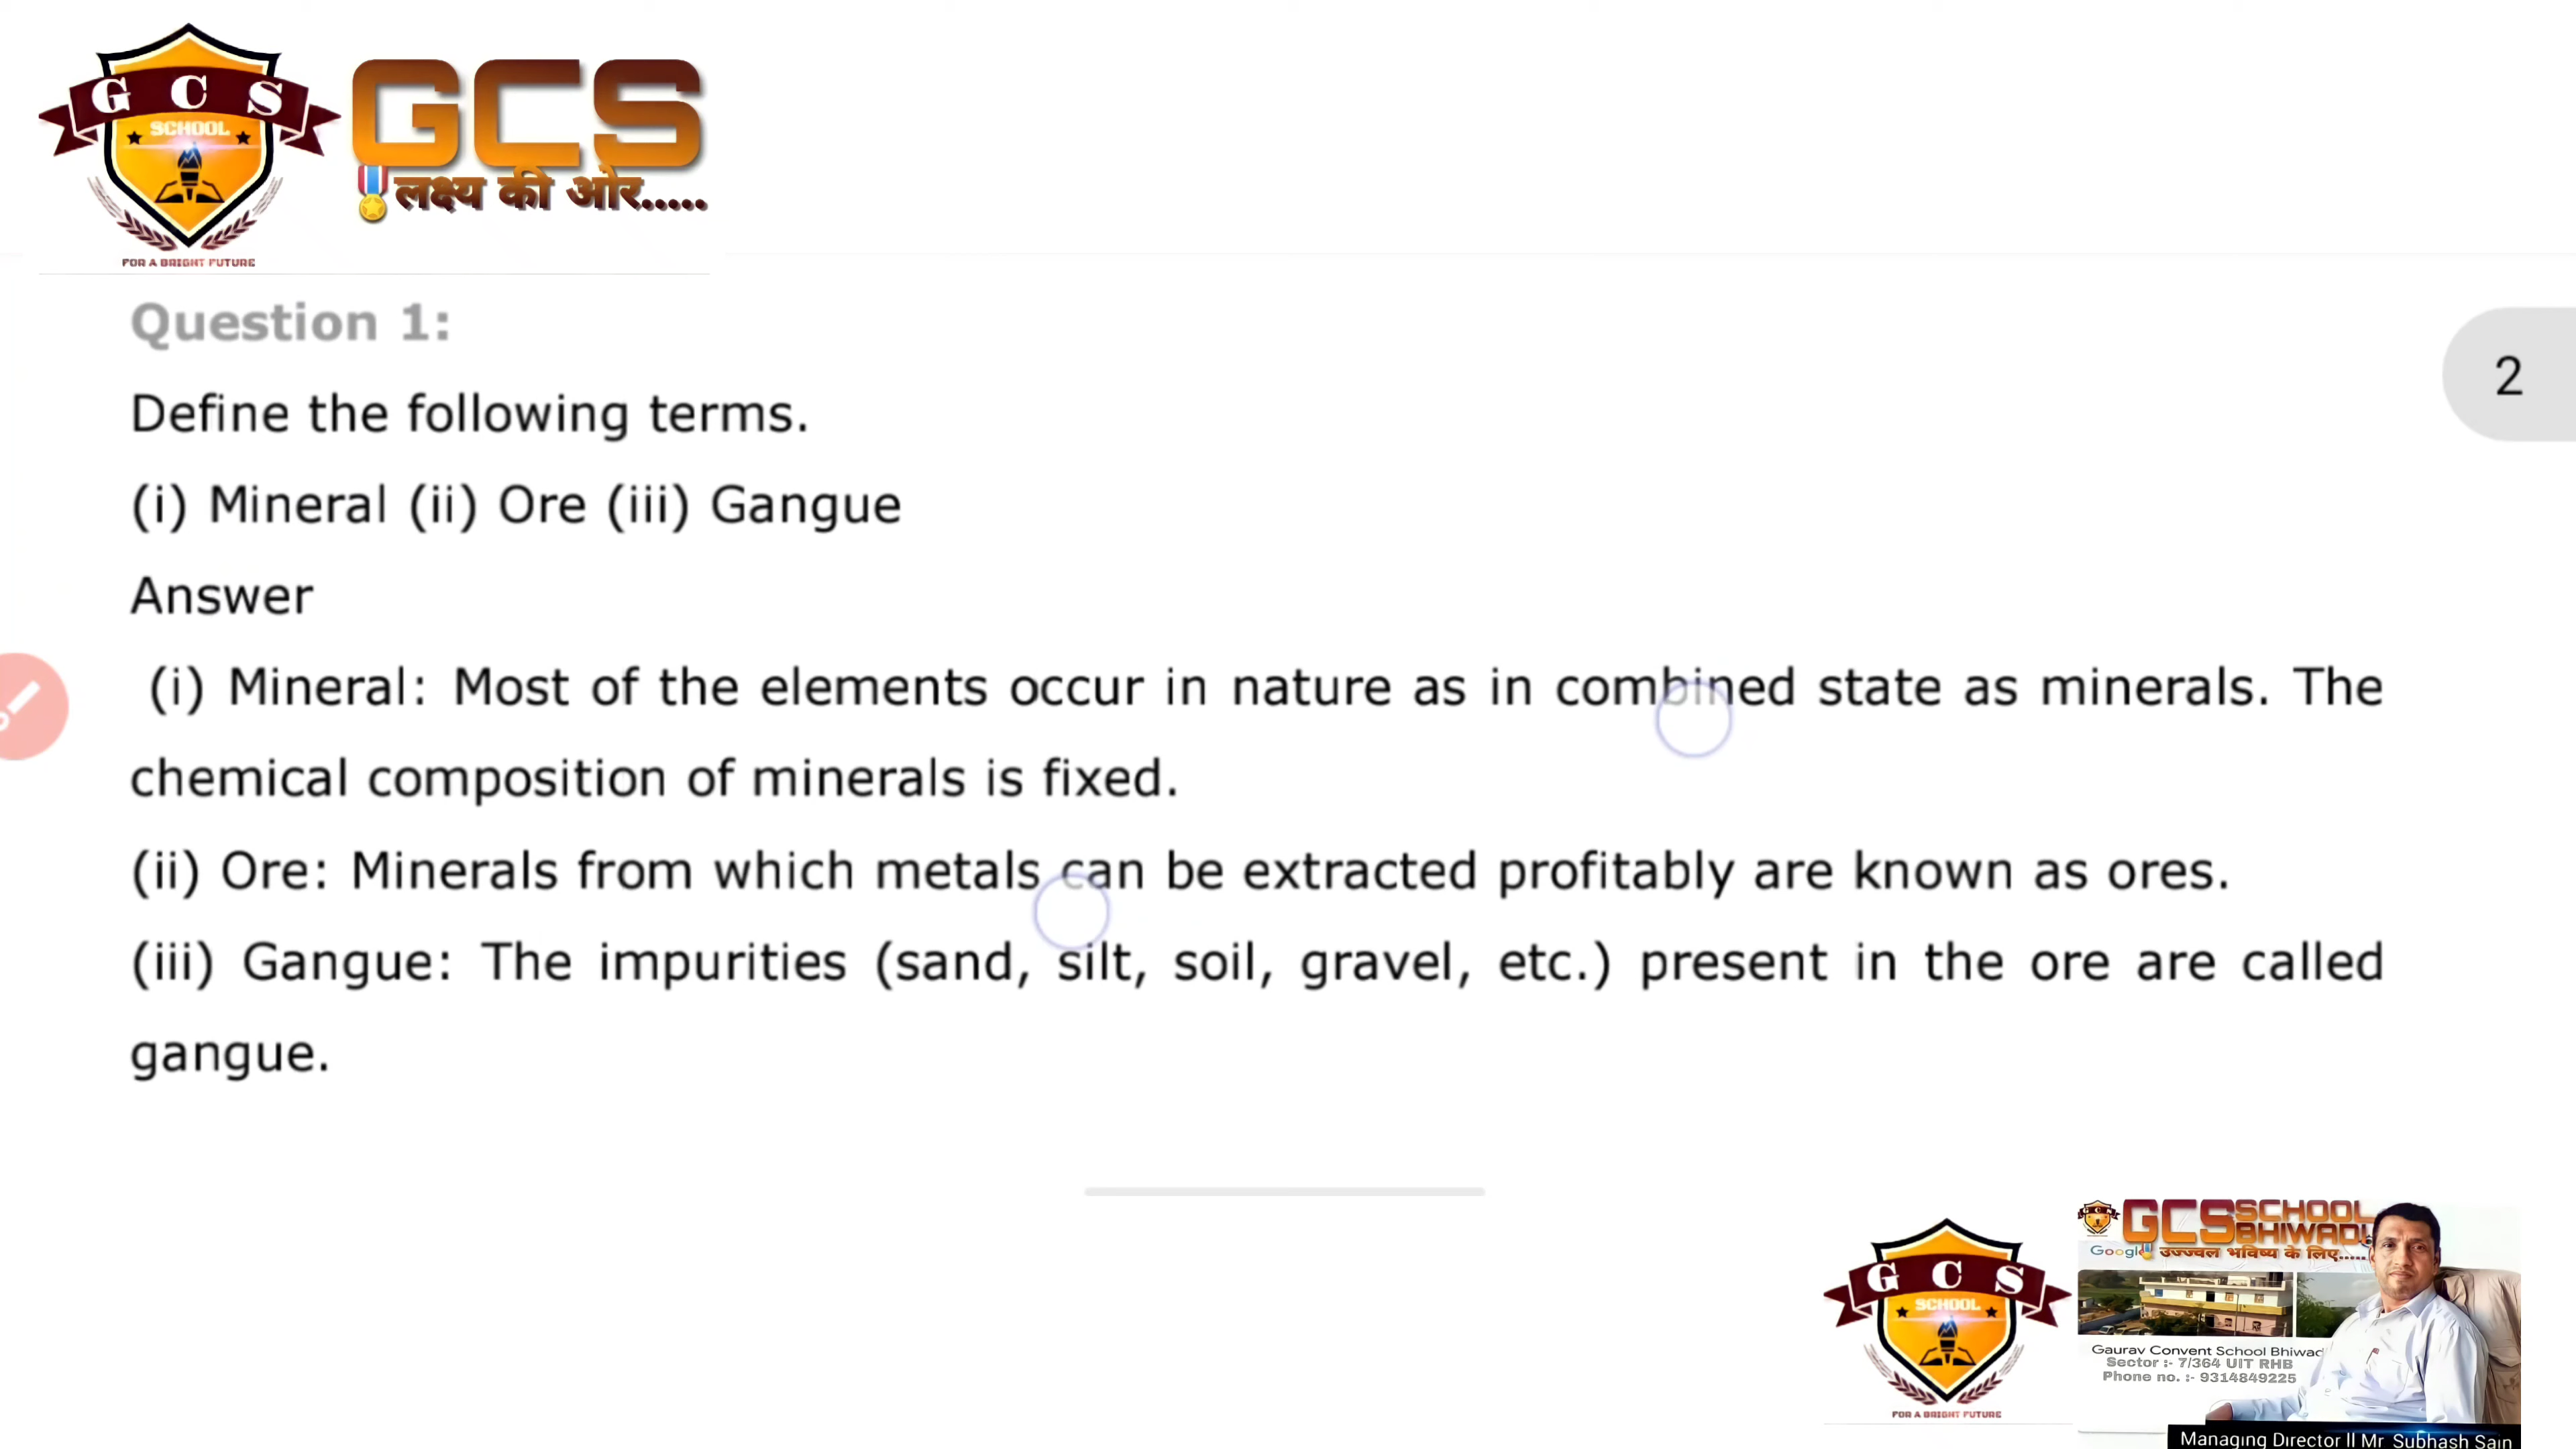 G C S
SCHOOL
FOR A BRIGHT FUTURE
GCS
लक्ष्य की ओर.....
Question 1:
2
Define the following terms.
(i) Mineral (ii) Ore (iii) Gangue
Answer
(i) Mineral: Most of the elements occur in nature as in combined state as minerals. The
chemical composition of minerals is fixed.
(ii) Ore: Minerals from which metals can be extracted profitably are known as ores.
(iii) Gangue: The impurities (sand, silt, soil, gravel, etc.) present in the ore are called
gangue.
G C S
SCHOOL
FOR A BRIGHT FUTURE
GCS SCHOOL
BHIWADI
Google उज्ज्वल भविष्य के लिए.....
Gaurav Convent School Bhiwad
Sector :- 7/364 UIT RHB
Phone no. :- 9314849225
Managing Director || Mr Subhash Sain